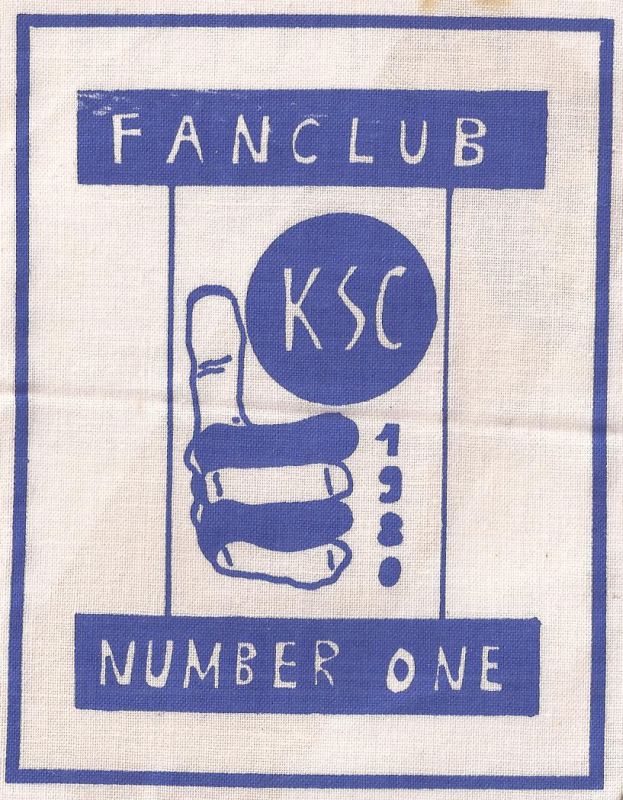 FANCLUB
KSC
1980
NUMBER ONE